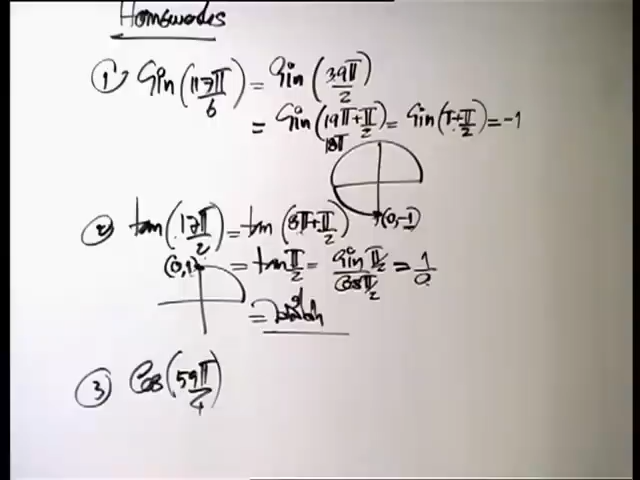 Homeworks
① Sin(117π/6) = Sin(39π/2)
= Sin(19π+π/2) = Sin(π+π/2) = -1
18π
(0,-1)
② tan(17π/2) = tan(8π+π/2)
(0,1) = tan π/2 = Sin π/2 / Cos π/2 = 1/0
=
③ Cos(59π/4)